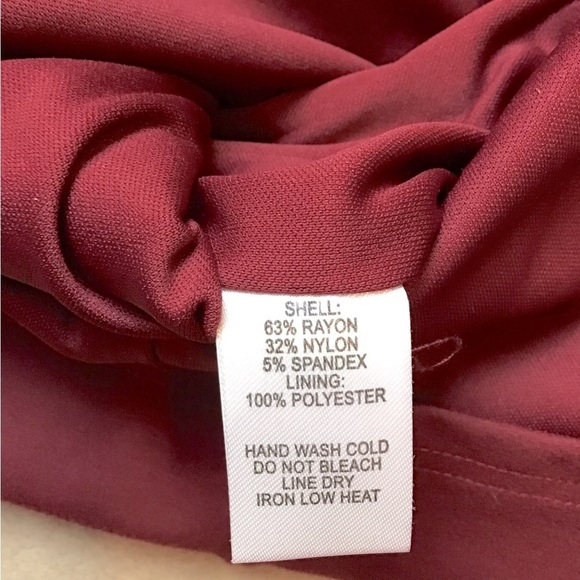 SHELL:
63% RAYON
32% NYLON
5% SPANDEX
LINING:
100% POLYESTER
HAND WASH COLD
DO NOT BLEACH
LINE DRY
IRON LOW HEAT